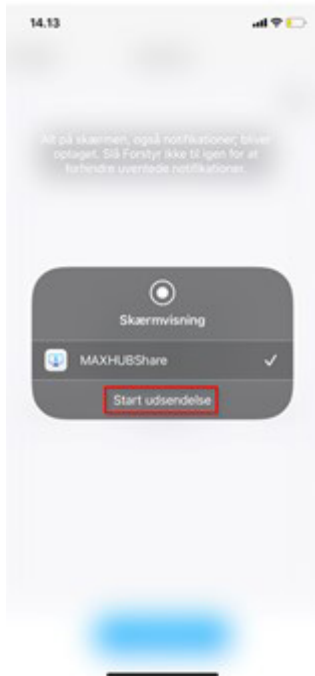 14.13
Alt på skærmen, også notifikationer, bliver
optaget. Slå Forstyr ikke til igen for at
forhindre uventede notifikationer.
Skærmvisning
MAXHUBShare
Start udsendelse